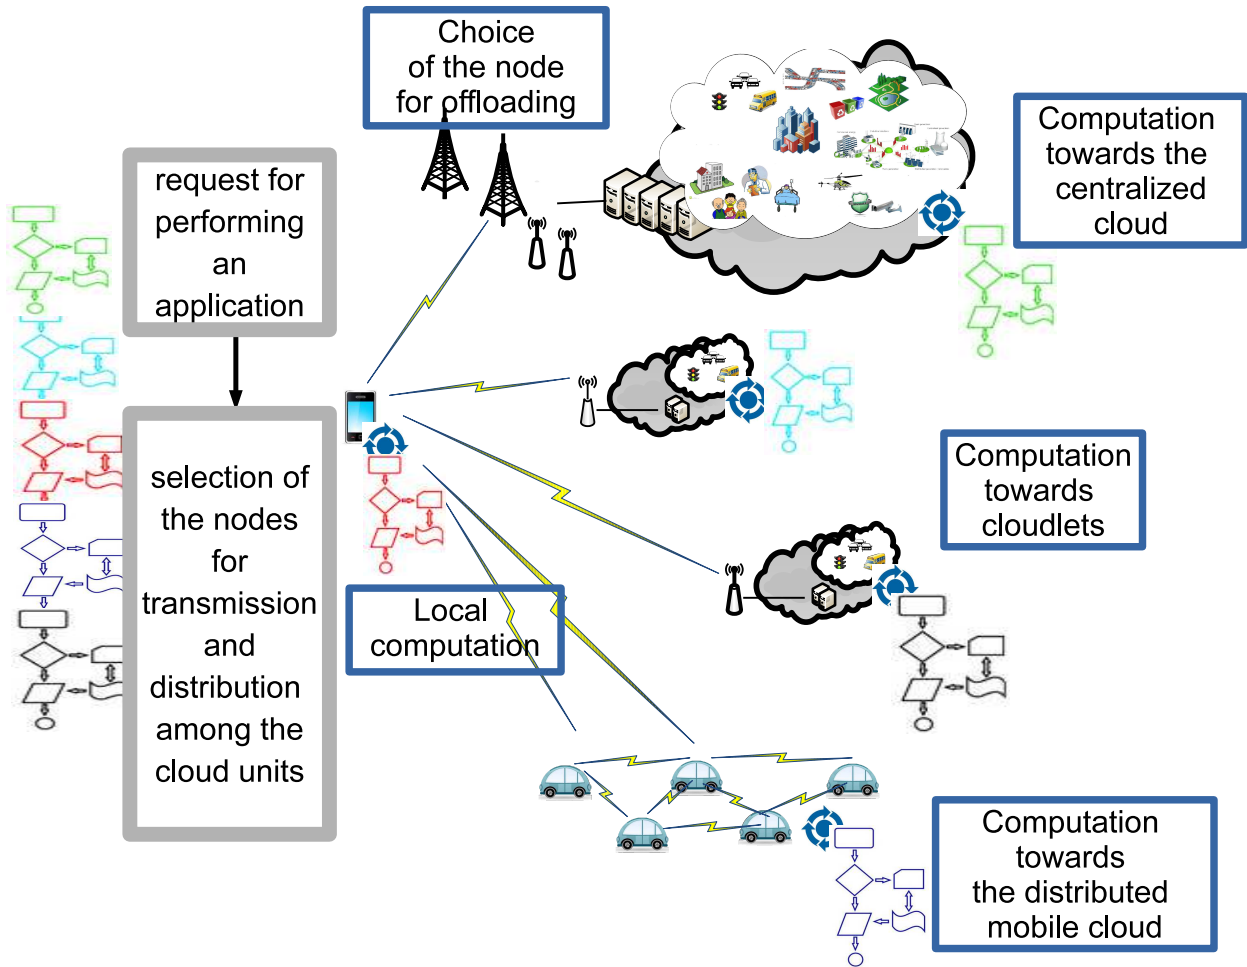 Choice
of the node
for offloading
Computation
towards the
centralized
cloud
request for
performing
an
application
selection of
the nodes
for
transmission
and
distribution
among the
cloud units
Computation
towards
cloudlets
Local
computation
Computation
towards
the distributed
mobile cloud